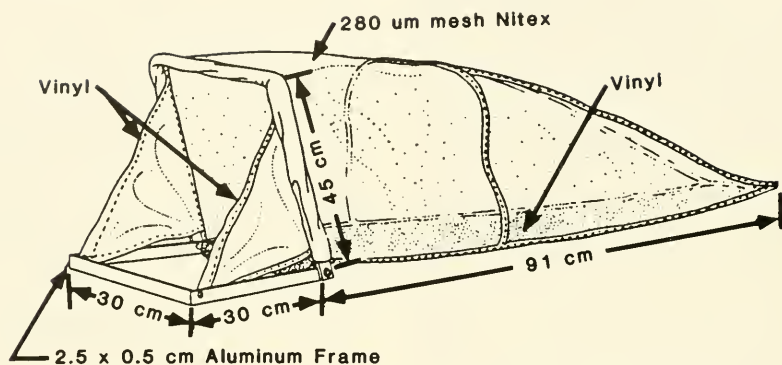 280 um mesh Nitex
Vinyl
Vinyl
45 cm
91 cm
30 cm
30 cm
2.5 x 0.5 cm Aluminum Frame